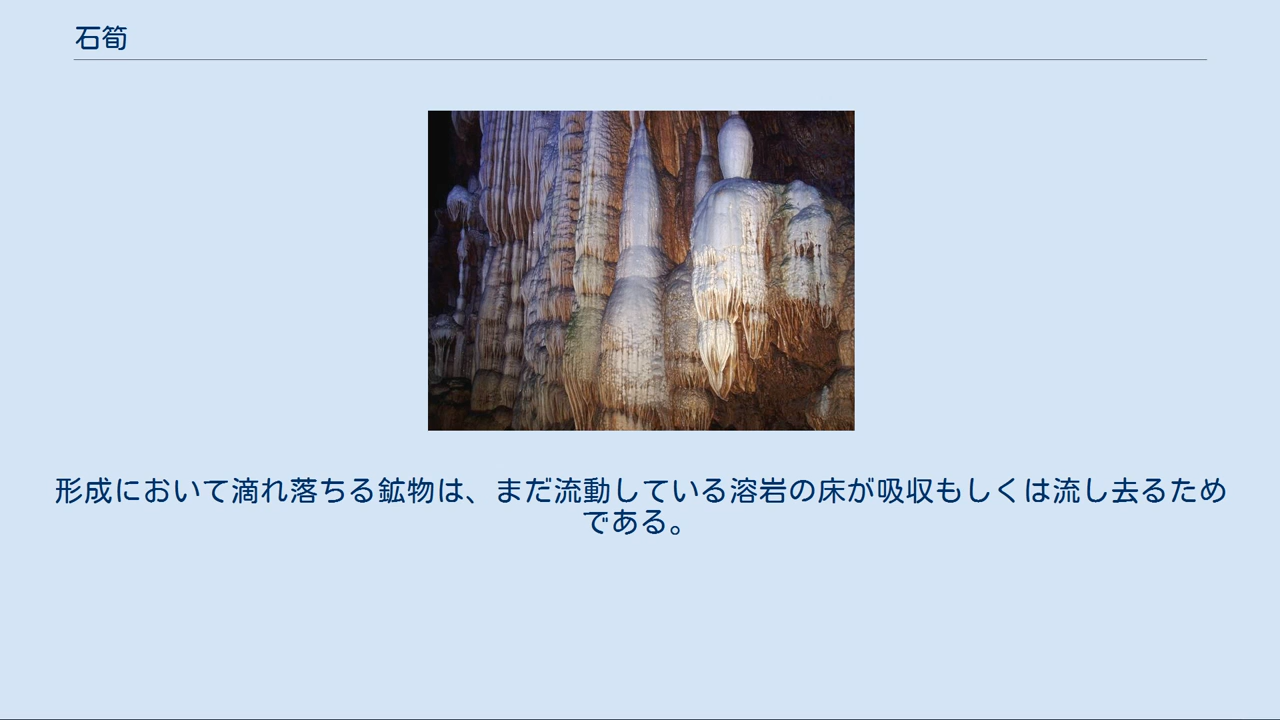 石筍
形成において滴れ落ちる鉱物は、まだ流動している溶岩の床が吸収もしくは流し去るため
である。